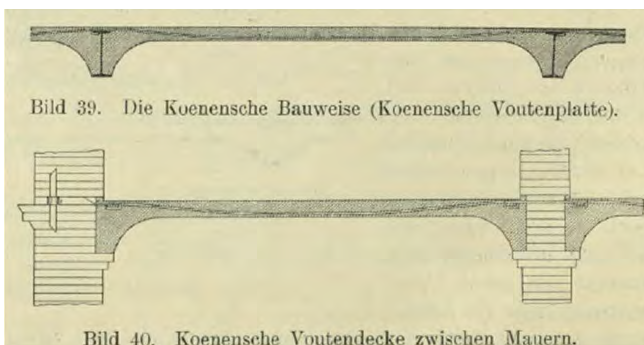 Bild 39. Die Koenensche Bauweise (Koenensche Voutenplatte).
Bild 40. Koenensche Voutendecke zwischen Mauern.